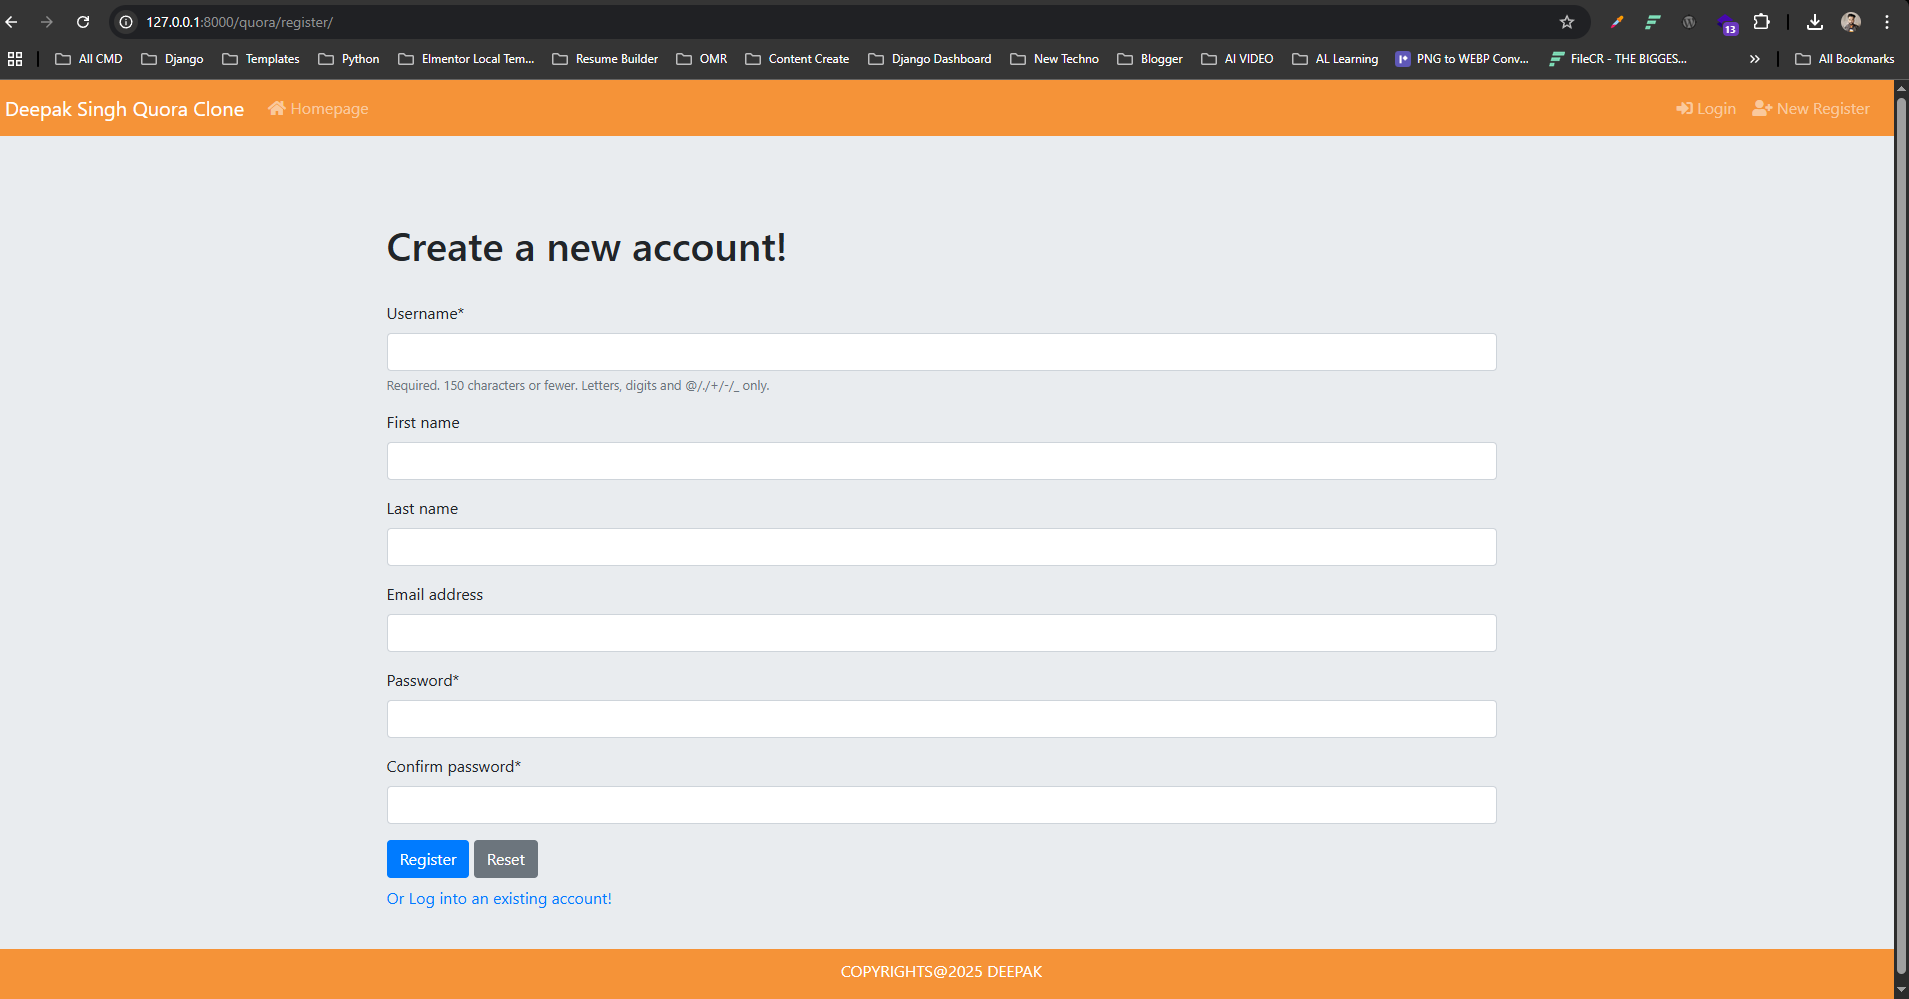 127.0.0.1:8000/quora/register/
13
All CMD Django Templates Python Elmentor Local Tem... Resume Builder OMR Content Create Django Dashboard New Techno Blogger AI VIDEO AL Learning PNG to WEBP Conv... FileCR - THE BIGGES... » All Bookmarks
Deepak Singh Quora Clone Homepage Login New Register
Create a new account!
Username*
Required. 150 characters or fewer. Letters, digits and @/./+/-/_ only.
First name
Last name
Email address
Password*
Confirm password*
Register Reset
Or Log into an existing account!
COPYRIGHTS@2025 DEEPAK